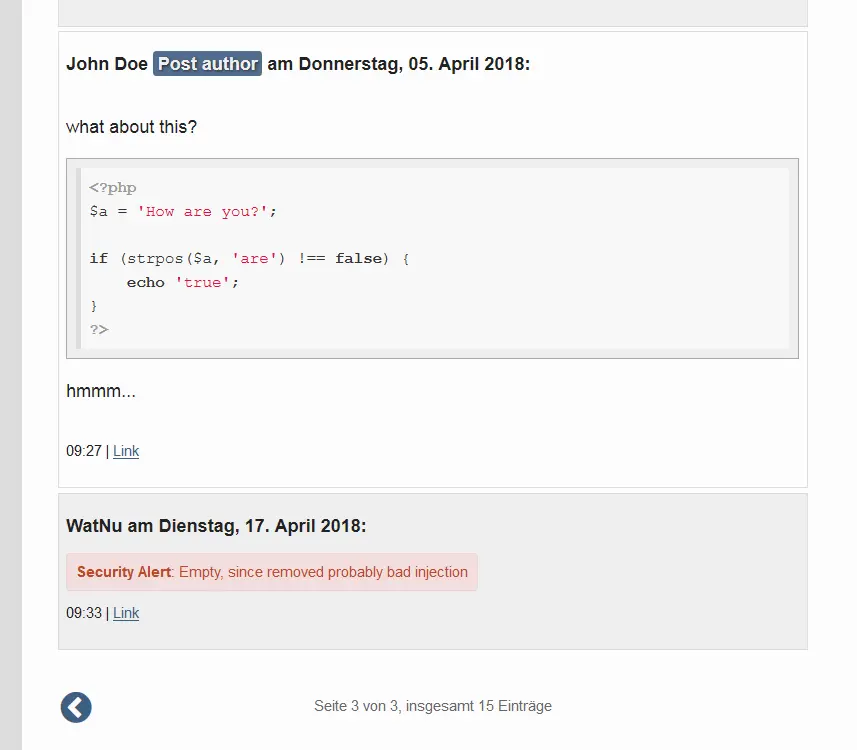 John Doe Post author am Donnerstag, 05. April 2018:
what about this?
<?php
$a = 'How are you?';
if (strpos($a, 'are') !== false) {
    echo 'true';
}
?>
hmmm...
09:27 | Link
WatNu am Dienstag, 17. April 2018:
Security Alert: Empty, since removed probably bad injection
09:33 | Link
Seite 3 von 3, insgesamt 15 Einträge